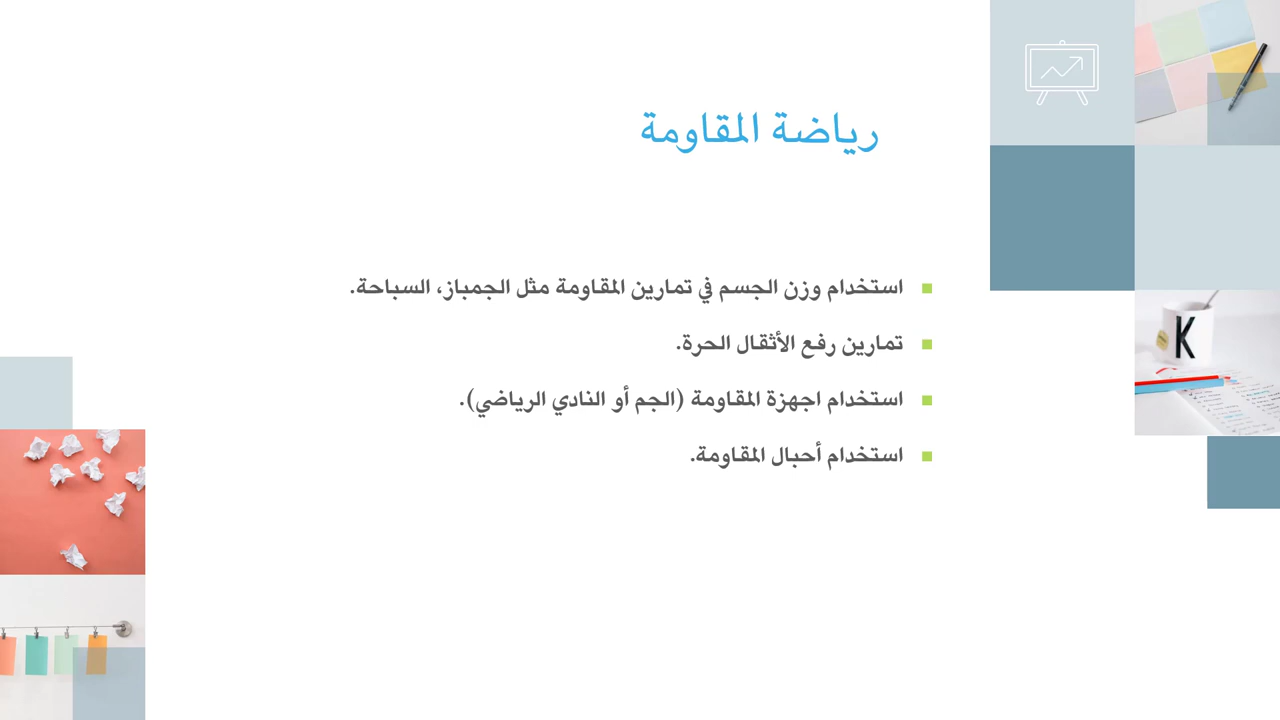 رياضة المقاومة
استخدام وزن الجسم في تمارين المقاومة مثل الجمباز، السباحة.
تمارين رفع الأثقال الحرة.
استخدام اجهزة المقاومة (الجم أو النادي الرياضي).
استخدام أحبال المقاومة.
K